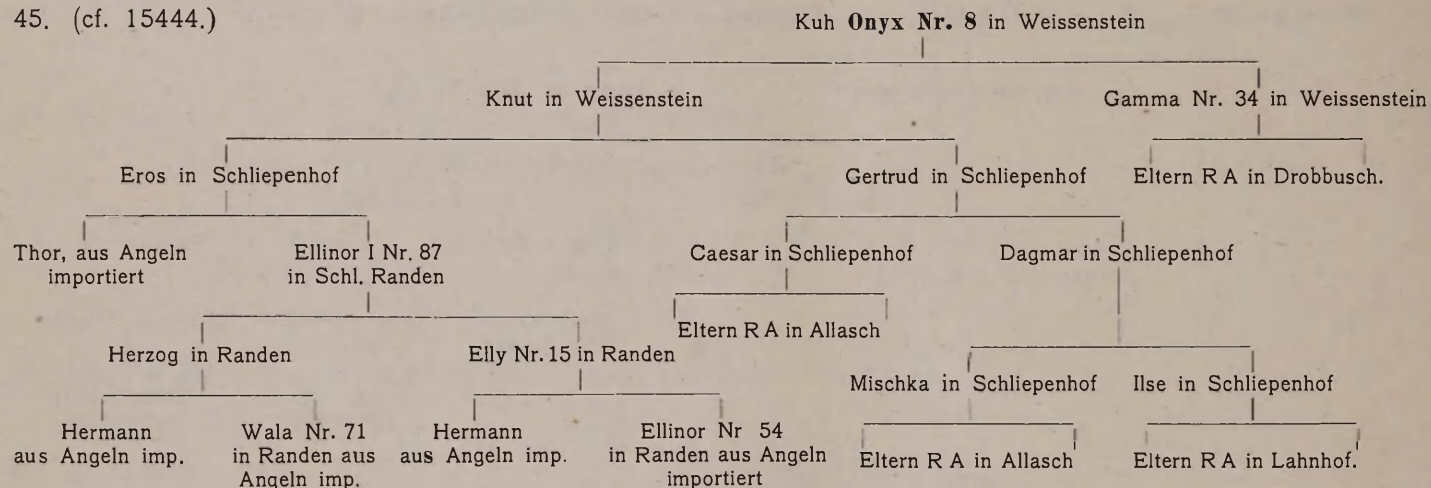 45. (cf. 15444.)
Kuh Onyx Nr. 8 in Weissenstein
Knut in Weissenstein
Gamma Nr. 34 in Weissenstein
Eros in Schliepenhof
Gertrud in Schliepenhof
Eltern R A in Drobbusch.
Thor, aus Angeln
importiert
Ellinor I Nr. 87
in Schl. Randen
Caesar in Schliepenhof
Dagmar in Schliepenhof
Eltern R A in Allasch
Herzog in Randen
Elly Nr. 15 in Randen
Mischka in Schliepenhof
Ilse in Schliepenhof
Hermann
aus Angeln imp.
Wala Nr. 71
in Randen aus
Angeln imp.
Hermann
aus Angeln imp.
Ellinor Nr 54
in Randen aus Angeln
importiert
Eltern R A in Allasch
Eltern R A in Lahnhof.